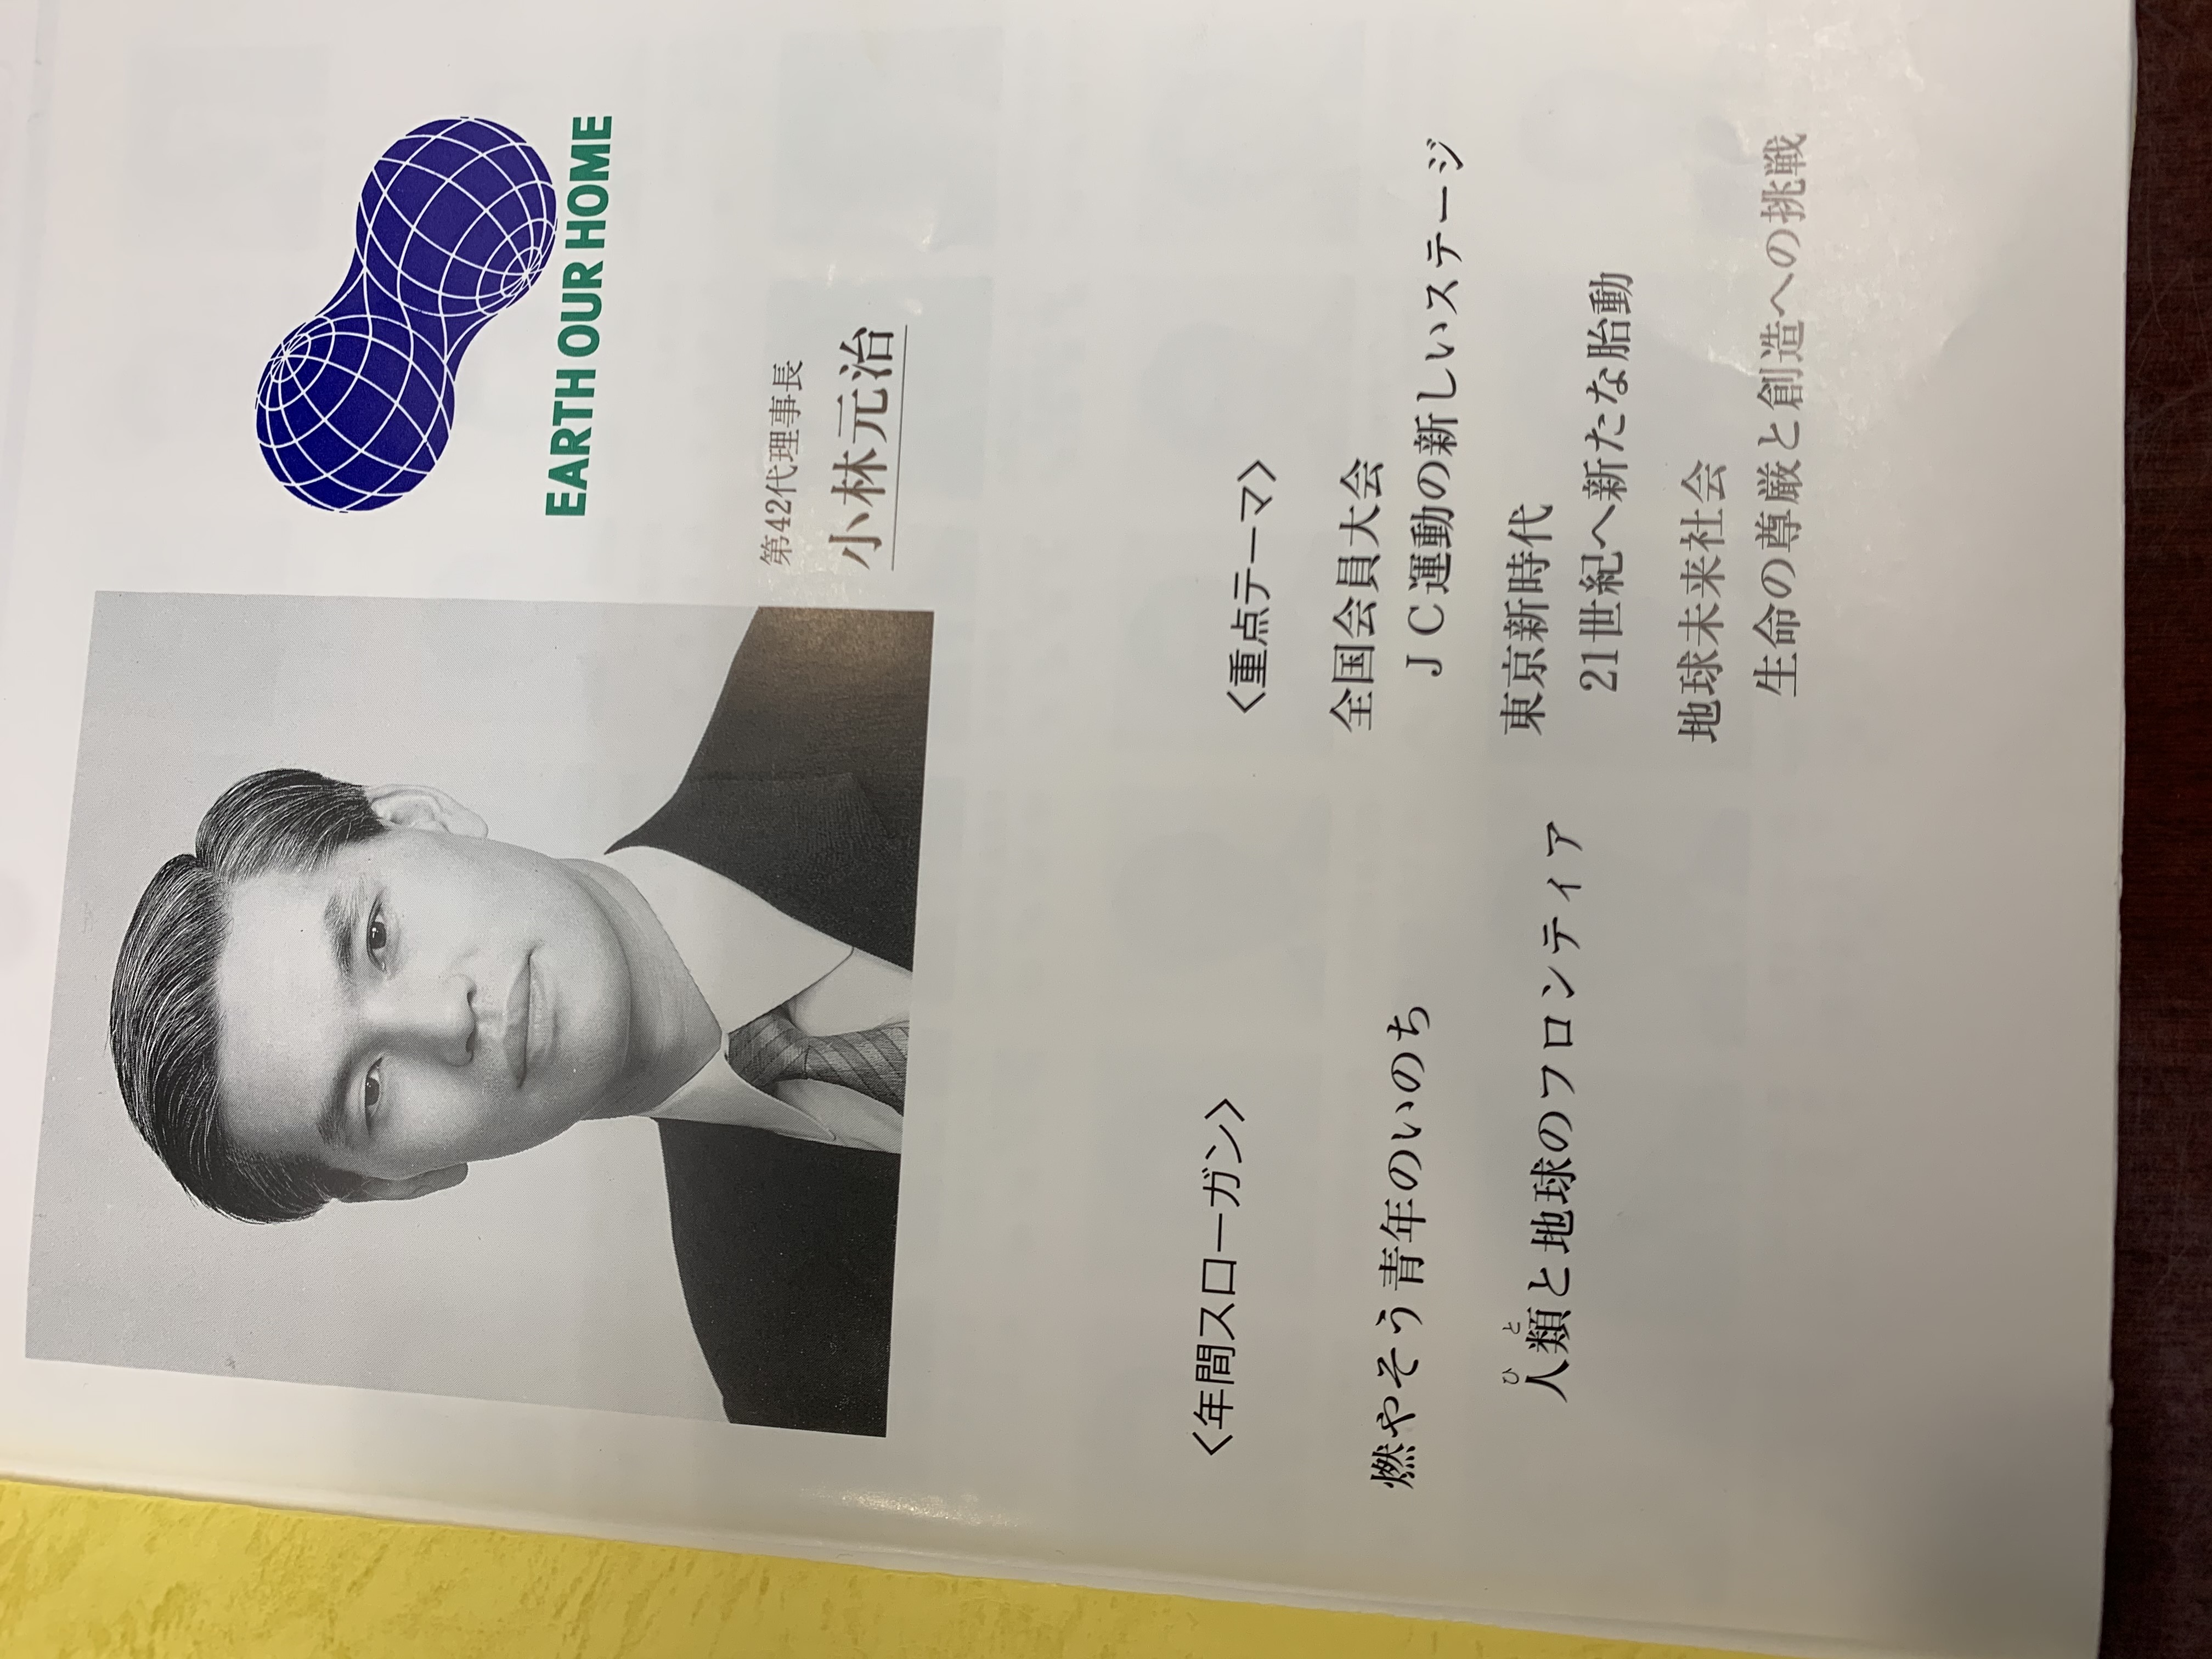 EARTH OUR HOME
第42代理事長
小林元治
〈年間スローガン〉
燃やそう青年のいのち
ひと
人類と地球のフロンティア
〈重点テーマ〉
全国会員大会
JC運動の新しいステージ
東京新時代
21世紀へ新たな胎動
地球未来社会
生命の尊厳と創造への挑戦